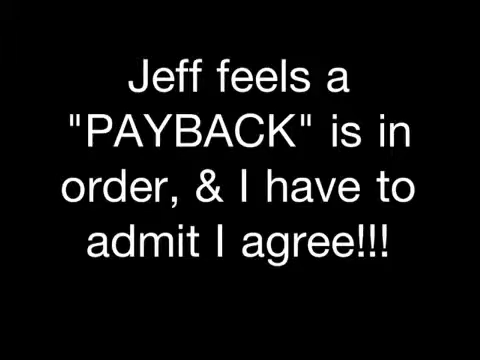 Jeff feels a
"PAYBACK" is in
order, & I have to
admit I agree!!!